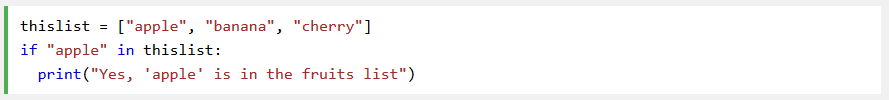 thislist = ["apple", "banana", "cherry"]
if "apple" in thislist:
  print("Yes, 'apple' is in the fruits list")